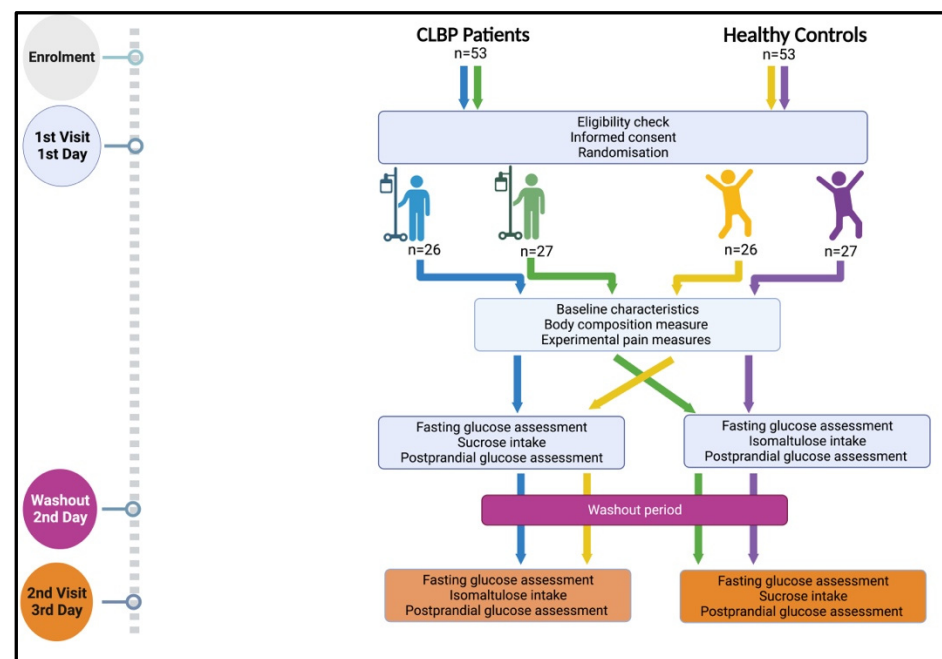 CLBP Patients
n=53
Healthy Controls
n=53
Enrolment
1st Visit
1st Day
Eligibility check
Informed consent
Randomisation
n=26
n=27
n=26
n=27
Baseline characteristics
Body composition measure
Experimental pain measures
Fasting glucose assessment
Sucrose intake
Postprandial glucose assessment
Fasting glucose assessment
Isomaltulose intake
Postprandial glucose assessment
Washout
2nd Day
Washout period
2nd Visit
3rd Day
Fasting glucose assessment
Isomaltulose intake
Postprandial glucose assessment
Fasting glucose assessment
Sucrose intake
Postprandial glucose assessment